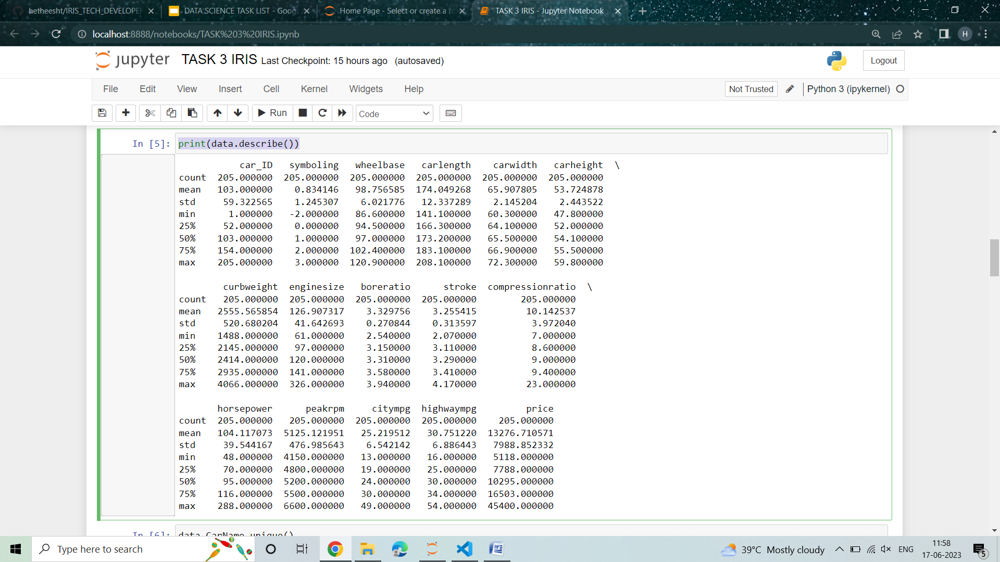 hetheesht/IRIS_TECH_DEVELOPER
DATA SCIENCE TASK LIST - Goog
Home Page - Select or create a n
TASK 3 IRIS - Jupyter Notebook
localhost:8888/notebooks/TASK%203%20IRIS.ipynb
H
jupyter TASK 3 IRIS Last Checkpoint: 15 hours ago (autosaved)
Logout
File Edit View Insert Cell Kernel Widgets Help
Not Trusted Python 3 (ipykernel)
Run Code
In [5]: print(data.describe())
car_ID symboling wheelbase carlength carwidth carheight \
count 205.000000 205.000000 205.000000 205.000000 205.000000 205.000000
mean 103.000000 0.834146 98.756585 174.049268 65.907805 53.724878
std 59.322565 1.245307 6.021776 12.337289 2.145204 2.443522
min 1.000000 -2.000000 86.600000 141.100000 60.300000 47.800000
25% 52.000000 0.000000 94.500000 166.300000 64.100000 52.000000
50% 103.000000 1.000000 97.000000 173.200000 65.500000 54.100000
75% 154.000000 2.000000 102.400000 183.100000 66.900000 55.500000
max 205.000000 3.000000 120.900000 208.100000 72.300000 59.800000
curbweight enginesize boreratio stroke compressionratio \
count 205.000000 205.000000 205.000000 205.000000 205.000000
mean 2555.565854 126.907317 3.329756 3.255415 10.142537
std 520.680204 41.642693 0.270844 0.313597 3.972040
min 1488.000000 61.000000 2.540000 2.070000 7.000000
25% 2145.000000 97.000000 3.150000 3.110000 8.600000
50% 2414.000000 120.000000 3.310000 3.290000 9.000000
75% 2935.000000 141.000000 3.580000 3.410000 9.400000
max 4066.000000 326.000000 3.940000 4.170000 23.000000
horsepower peakrpm citympg highwaympg price
count 205.000000 205.000000 205.000000 205.000000 205.000000
mean 104.117073 5125.121951 25.219512 30.751220 13276.710571
std 39.544167 476.985643 6.542142 6.886443 7988.852332
min 48.000000 4150.000000 13.000000 16.000000 5118.000000
25% 70.000000 4800.000000 19.000000 25.000000 7788.000000
50% 95.000000 5200.000000 24.000000 30.000000 10295.000000
75% 116.000000 5500.000000 30.000000 34.000000 16503.000000
max 288.000000 6600.000000 49.000000 54.000000 45400.000000
In [6]: data.CarName.unique()
Type here to search
39°C Mostly cloudy
ENG
11:58
17-06-2023
5